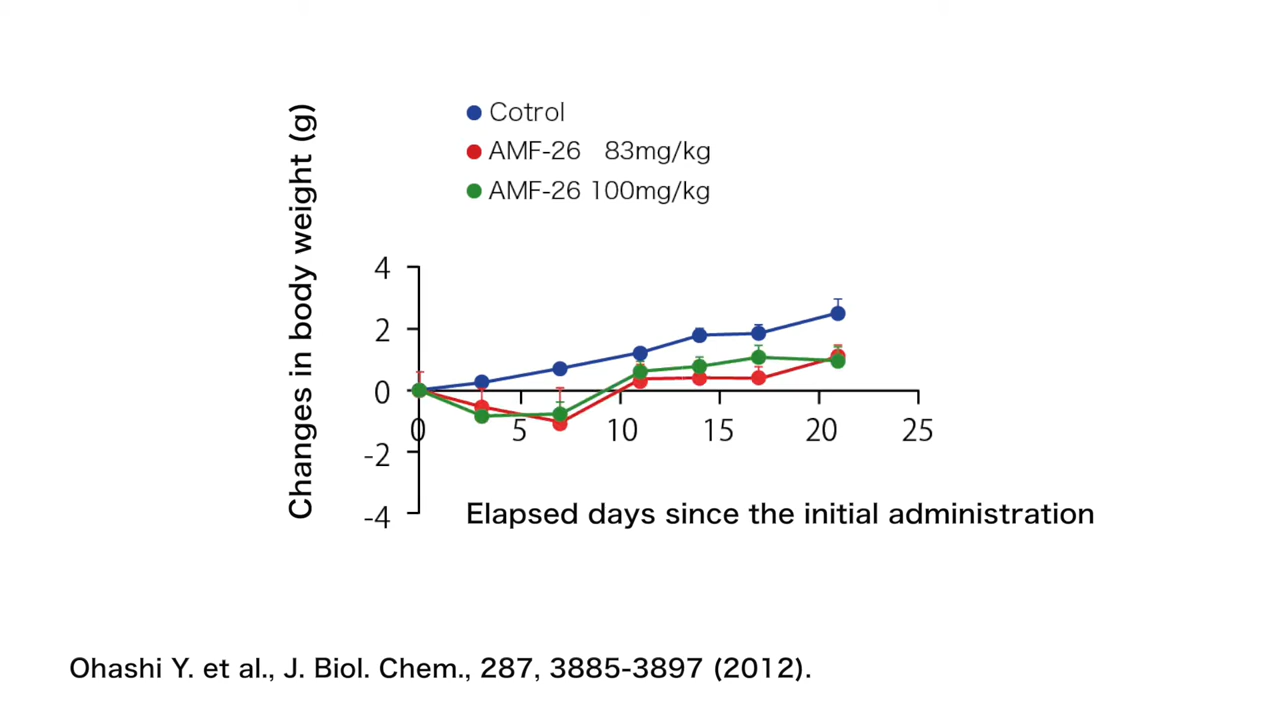 Cotrol
AMF-26 83mg/kg
AMF-26 100mg/kg
Changes in body weight (g)
4
2
0
-2
-4
0 5 10 15 20 25
Elapsed days since the initial administration
Ohashi Y. et al., J. Biol. Chem., 287, 3885-3897 (2012).